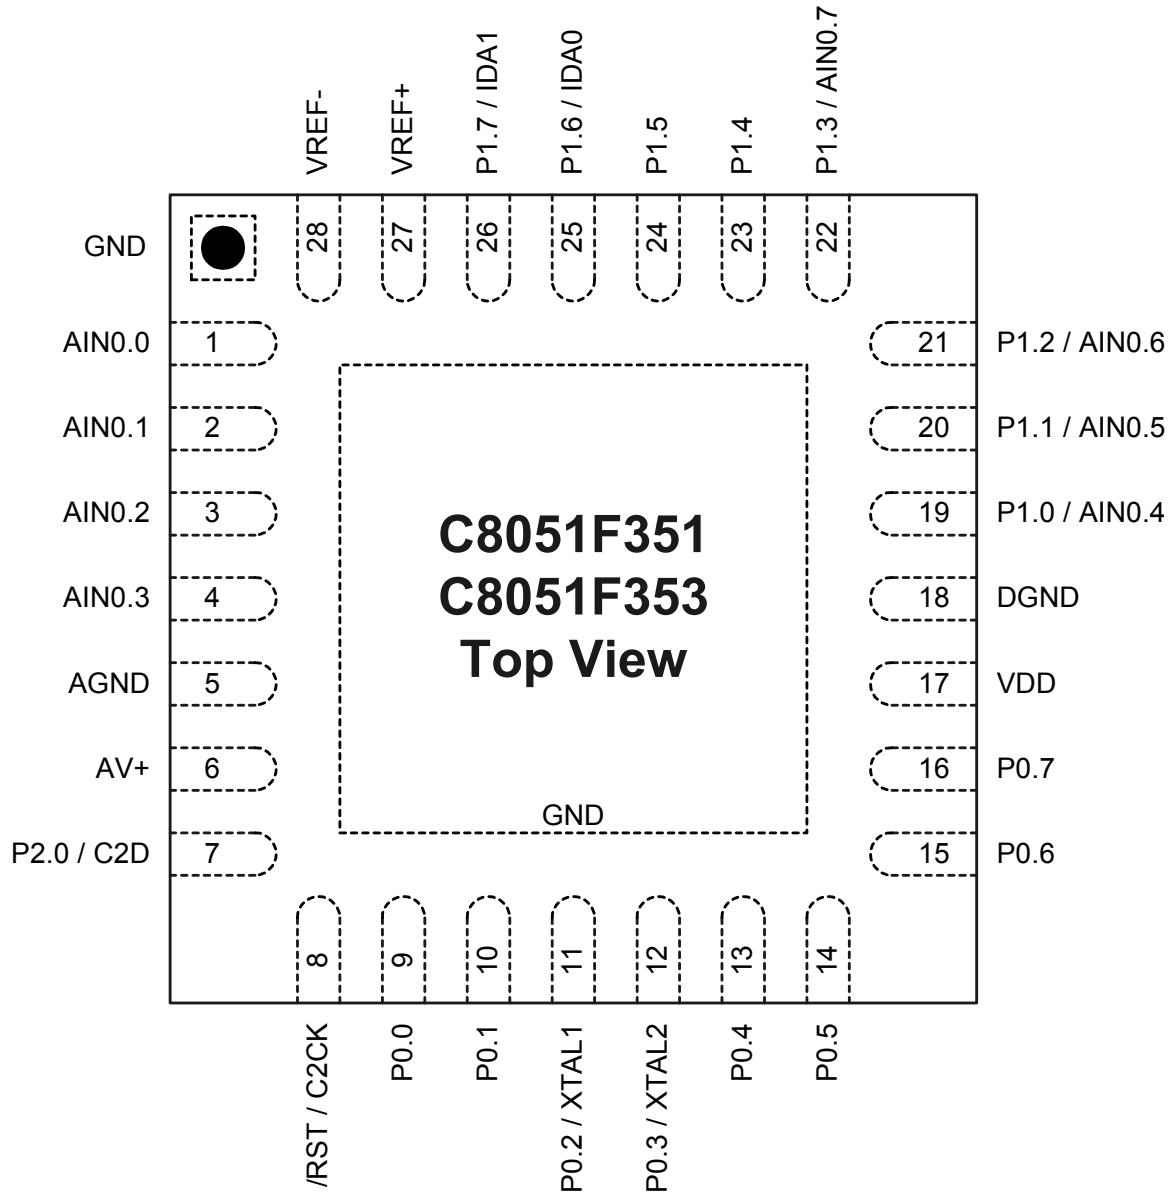 VREF-
VREF+
P1.7 / IDA1
P1.6 / IDA0
P1.5
P1.4
P1.3 / AIN0.7
28
27
26
25
24
23
22
GND
AIN0.0
1
AIN0.1
2
AIN0.2
3
AIN0.3
4
AGND
5
AV+
6
P2.0 / C2D
7
C8051F351
C8051F353
Top View
GND
21
P1.2 / AIN0.6
20
P1.1 / AIN0.5
19
P1.0 / AIN0.4
18
DGND
17
VDD
16
P0.7
15
P0.6
8
9
10
11
12
13
14
/RST / C2CK
P0.0
P0.1
P0.2 / XTAL1
P0.3 / XTAL2
P0.4
P0.5